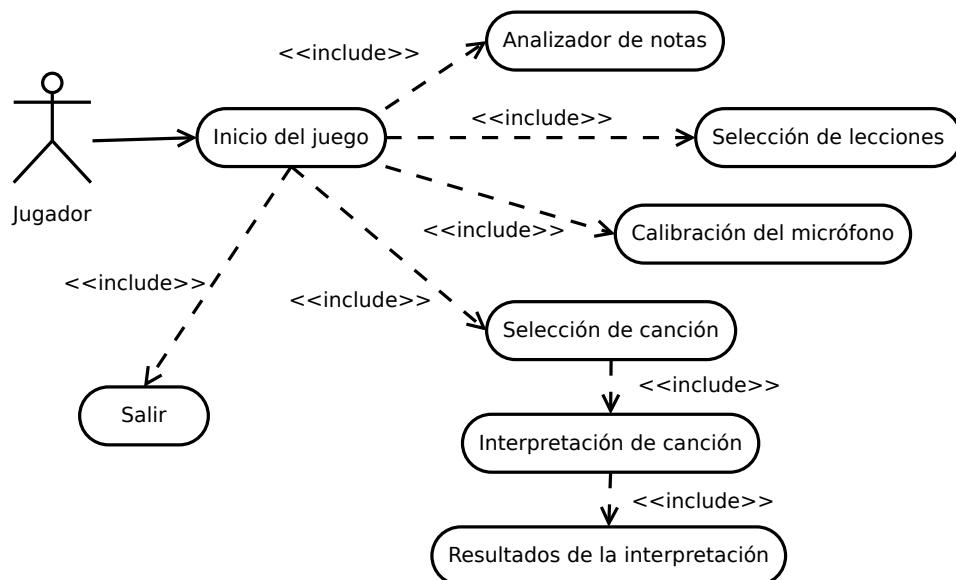 Analizador de notas
<<include>>
<<include>>
Inicio del juego
Selección de lecciones
Jugador
<<include>>
Calibración del micrófono
<<include>>
<<include>>
Selección de canción
<<include>>
Salir
Interpretación de canción
<<include>>
Resultados de la interpretación